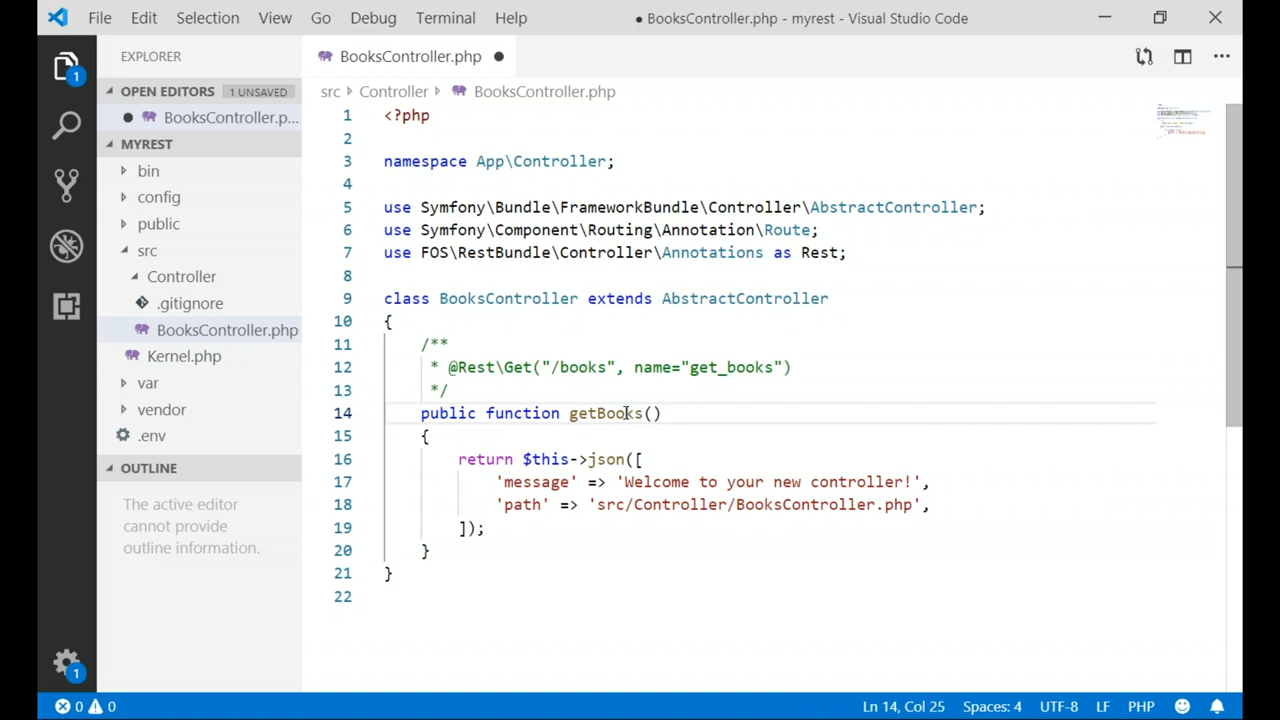 File Edit Selection View Go Debug Terminal Help ● BooksController.php - myrest - Visual Studio Code
EXPLORER
BooksController.php ●
OPEN EDITORS 1 UNSAVED
● BooksController.p...
MYREST
bin
config
public
src
Controller
.gitignore
BooksController.php
Kernel.php
var
vendor
.env
OUTLINE
The active editor
cannot provide
outline information.
src Controller BooksController.php
1 <?php
2
3 namespace App\Controller;
4
5 use Symfony\Bundle\FrameworkBundle\Controller\AbstractController;
6 use Symfony\Component\Routing\Annotation\Route;
7 use FOS\RestBundle\Controller\Annotations as Rest;
8
9 class BooksController extends AbstractController
10 {
11 /**
12 * @Rest\Get("/books", name="get_books")
13 */
14 public function getBooks()
15 {
16 return $this->json([
17 'message' => 'Welcome to your new controller!',
18 'path' => 'src/Controller/BooksController.php',
19 ]);
20 }
21 }
22
1
1
0 0 Ln 14, Col 25 Spaces: 4 UTF-8 LF PHP